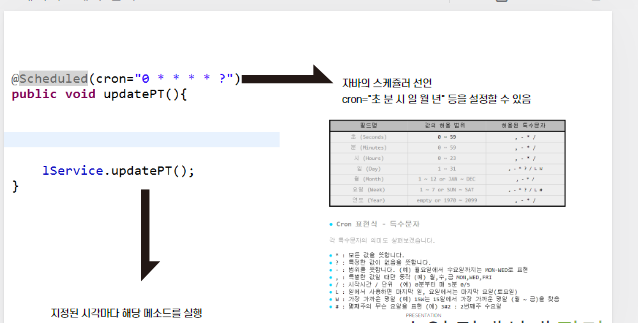 @Scheduled(cron="0 * * * * ?")
public void updatePT(){
lService.updatePT();
}
자바의 스케쥴러 선언
cron="초 분 시 일 월 년" 등을 설정할 수 있음
필드명 값의 허용 범위 허용된 특수문자
초 (Seconds) 0 ~ 59 , - * /
분 (Minutes) 0 ~ 59 , - * /
시 (Hours) 0 ~ 23 , - * /
일 (Day) 1 ~ 31 , - * ? / L W
월 (Month) 1 ~ 12 or JAN ~ DEC , - * /
요일 (Week) 1 ~ 7 or SUN ~ SAT , - * ? / L #
연도 (Year) empty or 1970 ~ 2099 , - * /
Cron 표현식 - 특수문자
각 특수문자의 의미도 살펴보겠습니다.
* : 모든 값을 뜻합니다.
? : 특정한 값이 없음을 뜻합니다.
- : 범위를 뜻합니다. (예) 월요일에서 수요일까지는 MON-WED로 표현
, : 특별한 값일 때만 동작 (예) 월,수,금 MON,WED,FRI
/ : 시작시간 / 단위 (예) 0분부터 매 5분 0/5
L : 일에서 사용하면 마지막 일, 요일에서는 마지막 요일(토요일)
W : 가장 가까운 평일 (예) 15W는 15일에서 가장 가까운 평일 (월 ~ 금)을 찾음
# : 몇째주의 무슨 요일을 표현 (예) 3#2 : 2번째주 수요일
PRESENTATION
지정된 시각마다 해당 메소드를 실행